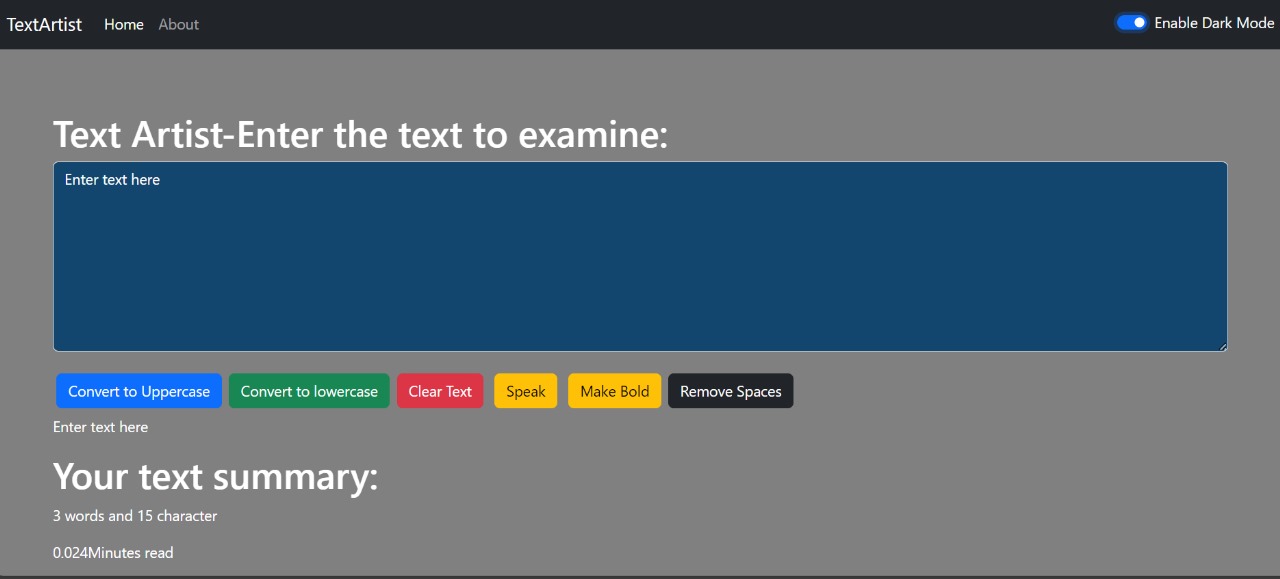 TextArtist Home About Enable Dark Mode
Text Artist-Enter the text to examine:
Enter text here
Convert to Uppercase Convert to lowercase Clear Text Speak Make Bold Remove Spaces
Enter text here
Your text summary:
3 words and 15 character
0.024Minutes read